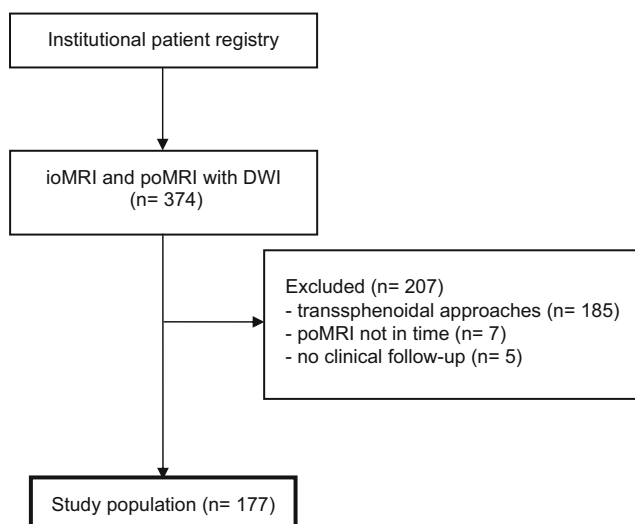 Institutional patient registry
ioMRI and poMRI with DWI
(n= 374)
Excluded (n= 207)
- transsphenoidal approaches (n= 185)
- poMRI not in time (n= 7)
- no clinical follow-up (n= 5)
Study population (n= 177)